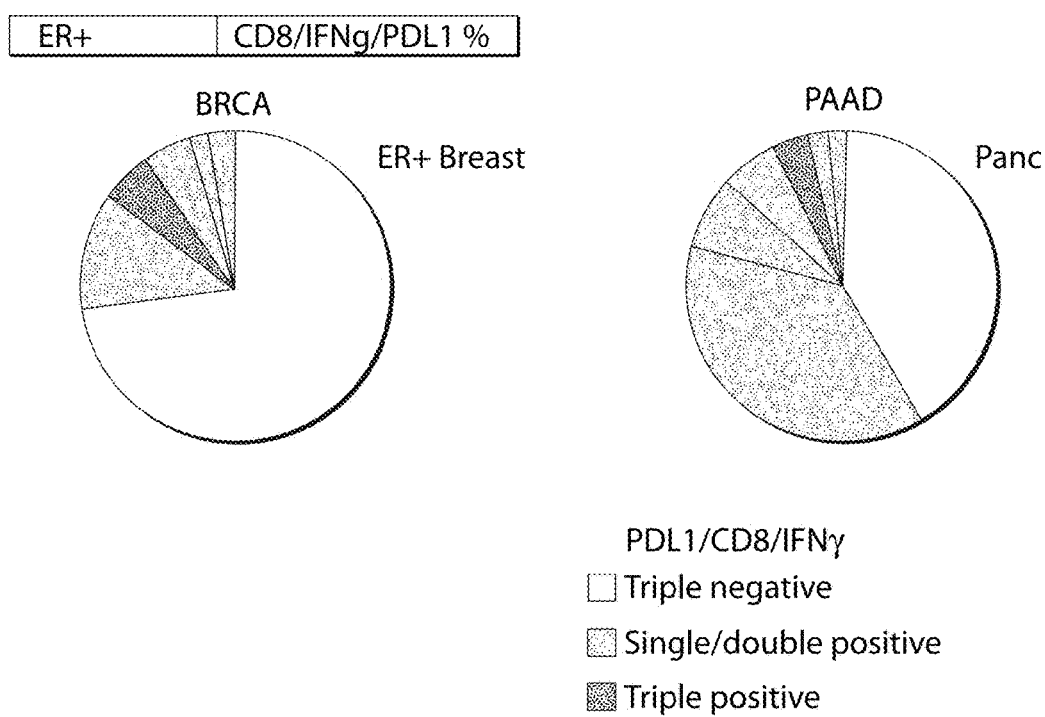 ER+ CD8/IFNg/PDL1 %
BRCA
ER+ Breast
PAAD
Panc
PDL1/CD8/IFNγ
Triple negative
Single/double positive
Triple positive